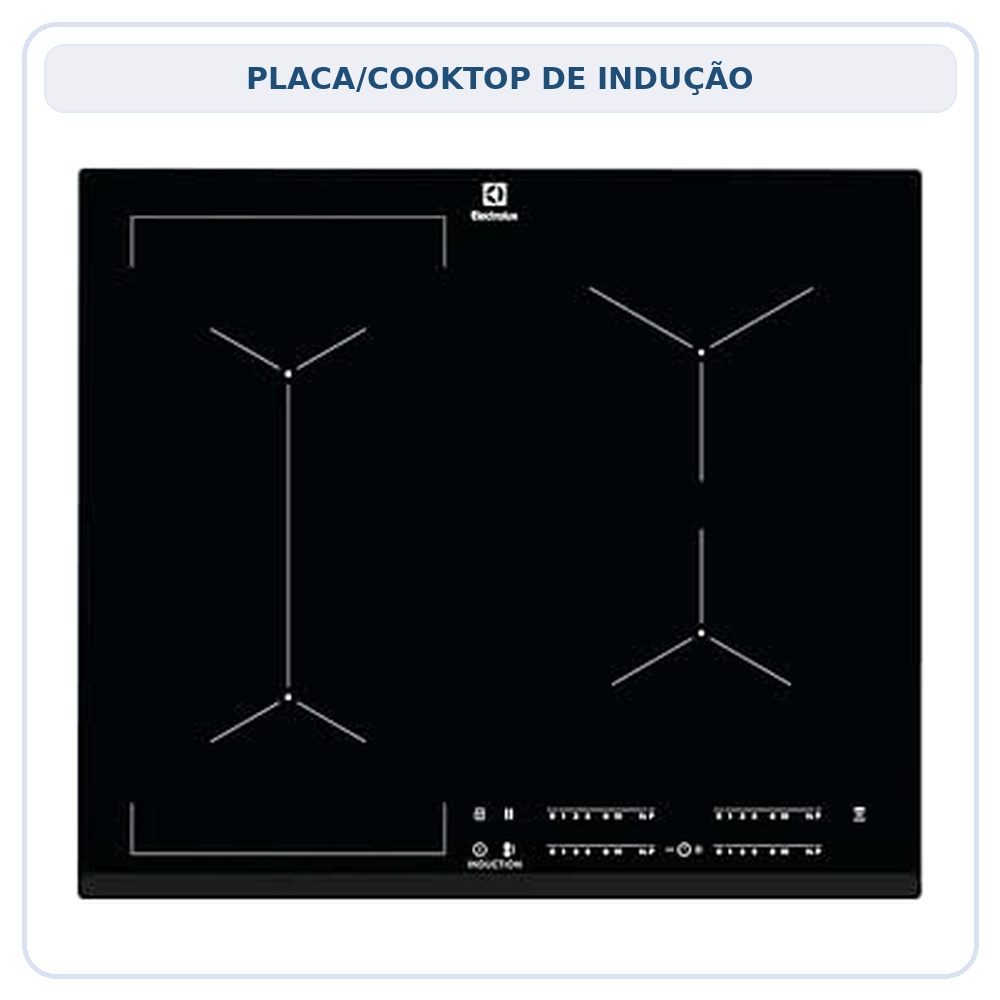 PLACA/COOKTOP DE INDUÇÃO
Electrolux
INDUCTION